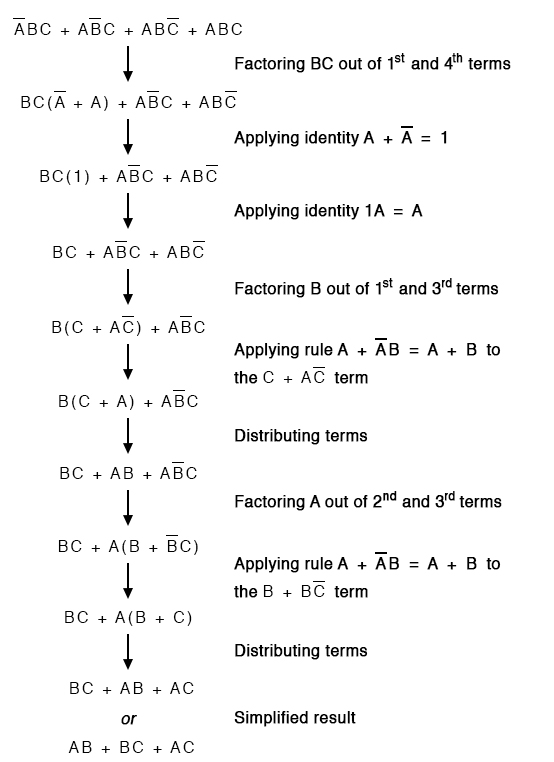 A̅BC + AB̅C + ABC̅ + ABC
Factoring BC out of 1st and 4th terms
BC(A̅ + A) + AB̅C + ABC̅
Applying identity A + A̅ = 1
BC(1) + AB̅C + ABC̅
Applying identity 1A = A
BC + AB̅C + ABC̅
Factoring B out of 1st and 3rd terms
B(C + AC̅) + AB̅C
Applying rule A + A̅B = A + B to
the C + AC̅ term
B(C + A) + AB̅C
Distributing terms
BC + AB + AB̅C
Factoring A out of 2nd and 3rd terms
BC + A(B + B̅C)
Applying rule A + A̅B = A + B to
the B + BC̅ term
BC + A(B + C)
Distributing terms
BC + AB + AC
or
Simplified result
AB + BC + AC